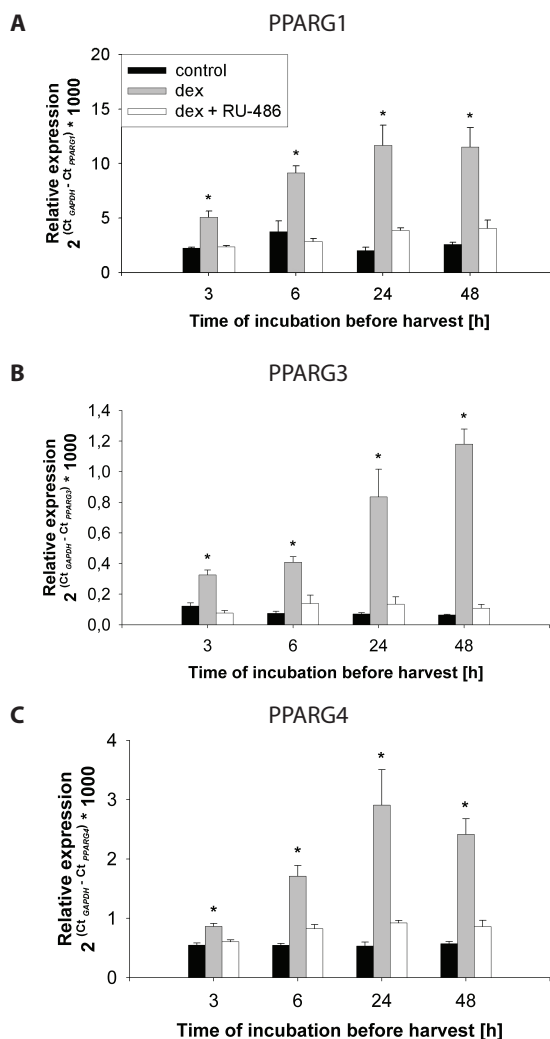 A PPARG1
Relative expression
2 (Ct GAPDH - Ct PPARG1) * 1000
20
15
10
5
0
control
dex
dex + RU-486
* * * *
3 6 24 48
Time of incubation before harvest [h]
B PPARG3
Relative expression
2 (Ct GAPDH - Ct PPARG3) * 1000
1,4
1,2
1,0
0,8
0,6
0,4
0,2
0,0
* * * *
3 6 24 48
Time of incubation before harvest [h]
C PPARG4
Relative expression
2 (Ct GAPDH - Ct PPARG4) * 1000
4
3
2
1
0
* * * *
3 6 24 48
Time of incubation before harvest [h]